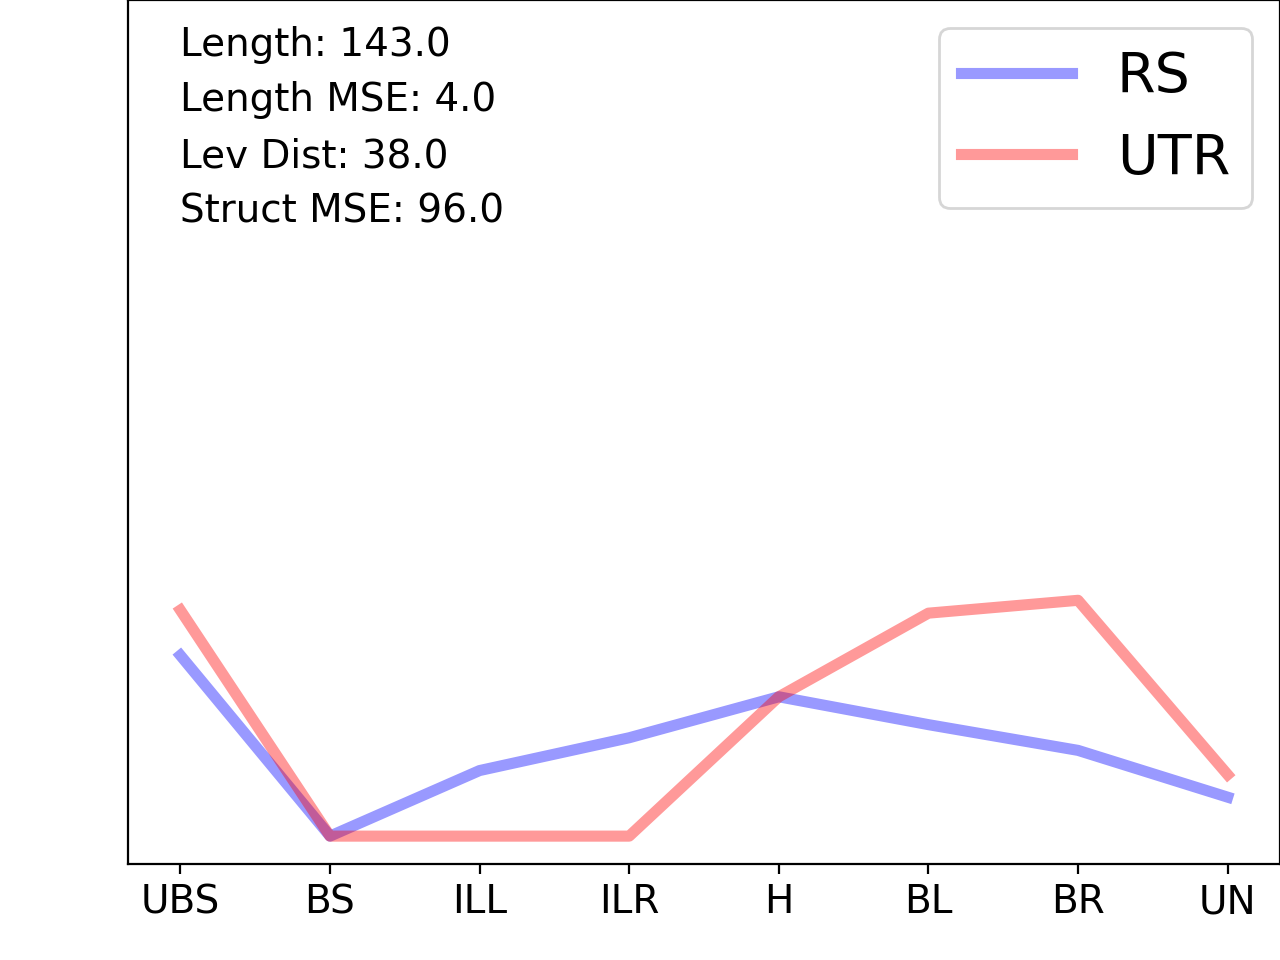 Length: 143.0
Length MSE: 4.0
Lev Dist: 38.0
Struct MSE: 96.0
RS
UTR
UBS BS ILL ILR H BL BR UN